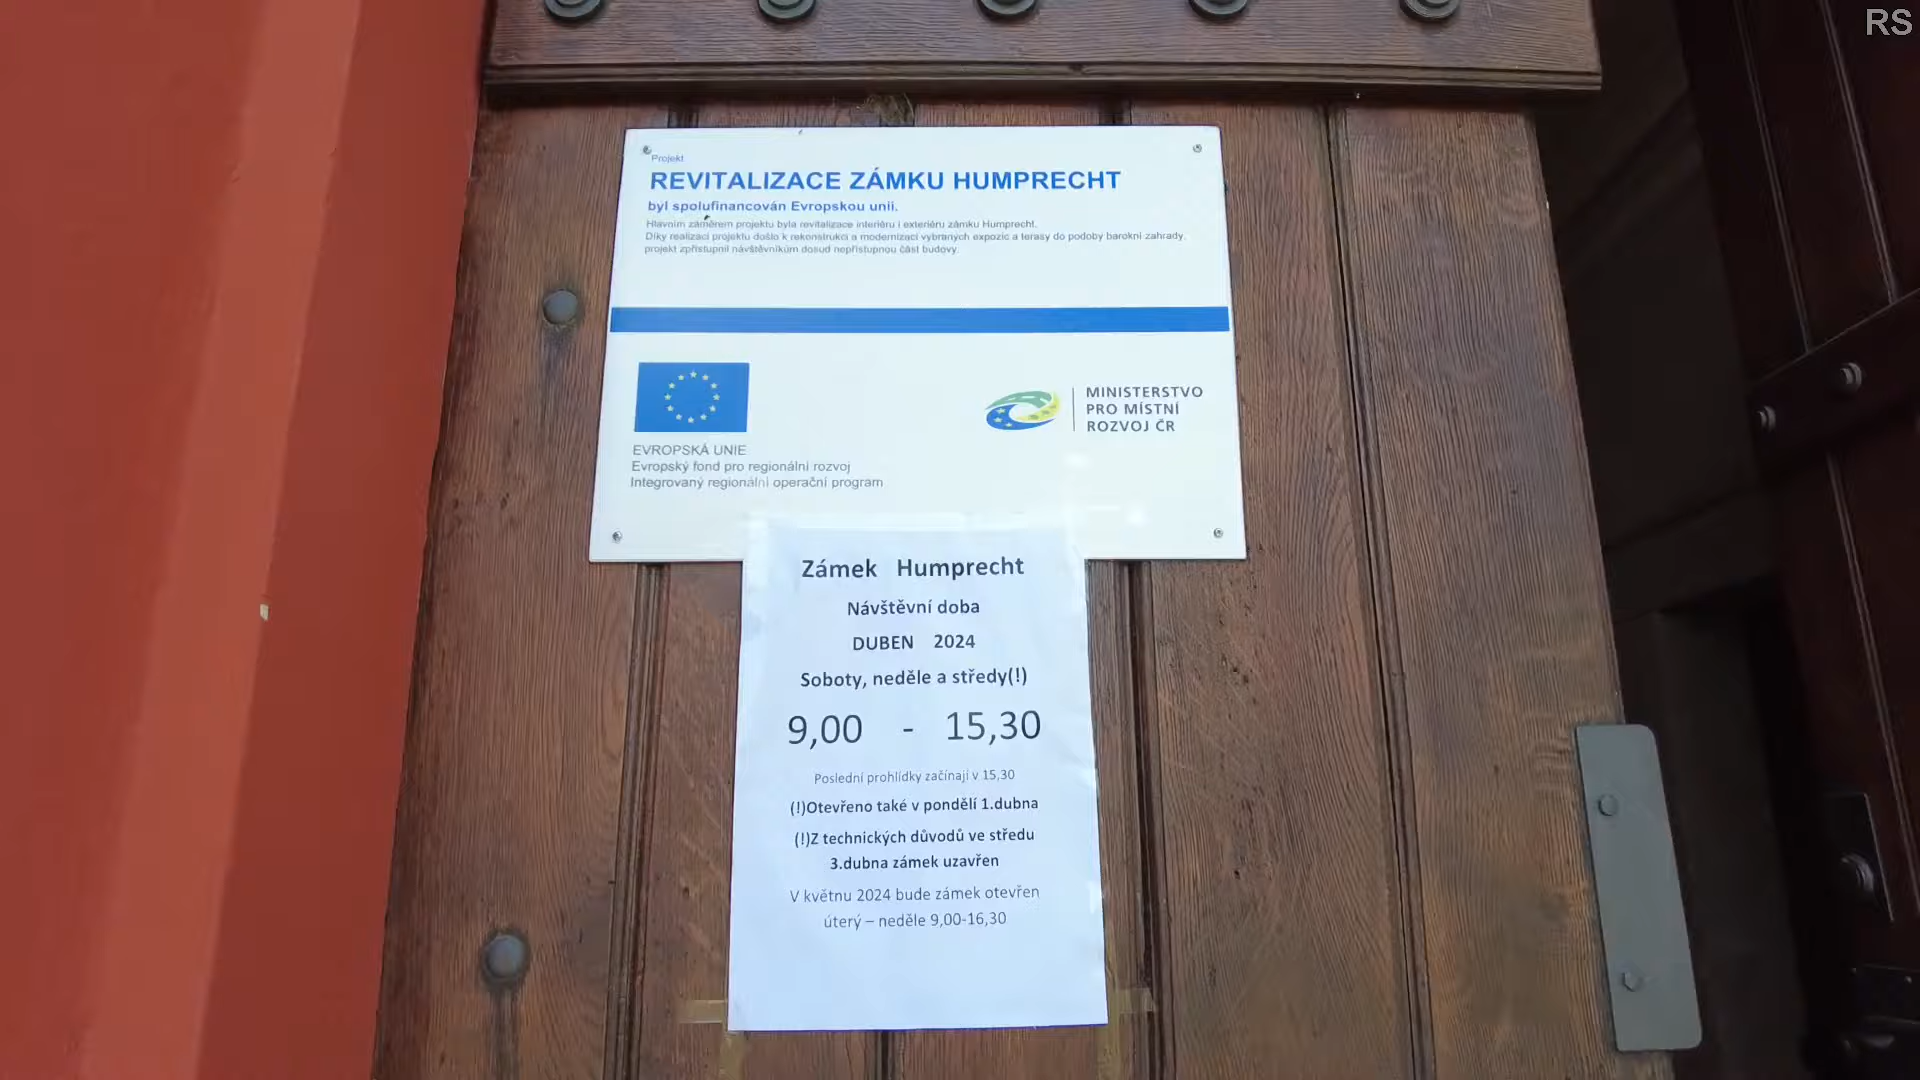 RS
Projekt
REVITALIZACE ZÁMKU HUMPRECHT
byl spolufinancován Evropskou unií.
Hlavním záměrem projektu byla revitalizace interiéru i exteriéru zámku Humprecht.
Díky realizaci projektu došlo k rekonstrukci a modernizaci vybraných expozic a terasy do podoby barokní zahrady,
projekt zpřístupnil návštěvníkům dosud nepřístupnou část budovy.
EVROPSKÁ UNIE
Evropský fond pro regionální rozvoj
Integrovaný regionální operační program
MINISTERSTVO
PRO MÍSTNÍ
ROZVOJ ČR
Zámek Humprecht
Návštěvní doba
DUBEN 2024
Soboty, neděle a středy(!)
9,00 - 15,30
Poslední prohlídky začínají v 15,30
(!)Otevřeno také v pondělí 1.dubna
(!)Z technických důvodů ve středu
3.dubna zámek uzavřen
V květnu 2024 bude zámek otevřen
úterý – neděle 9,00-16,30